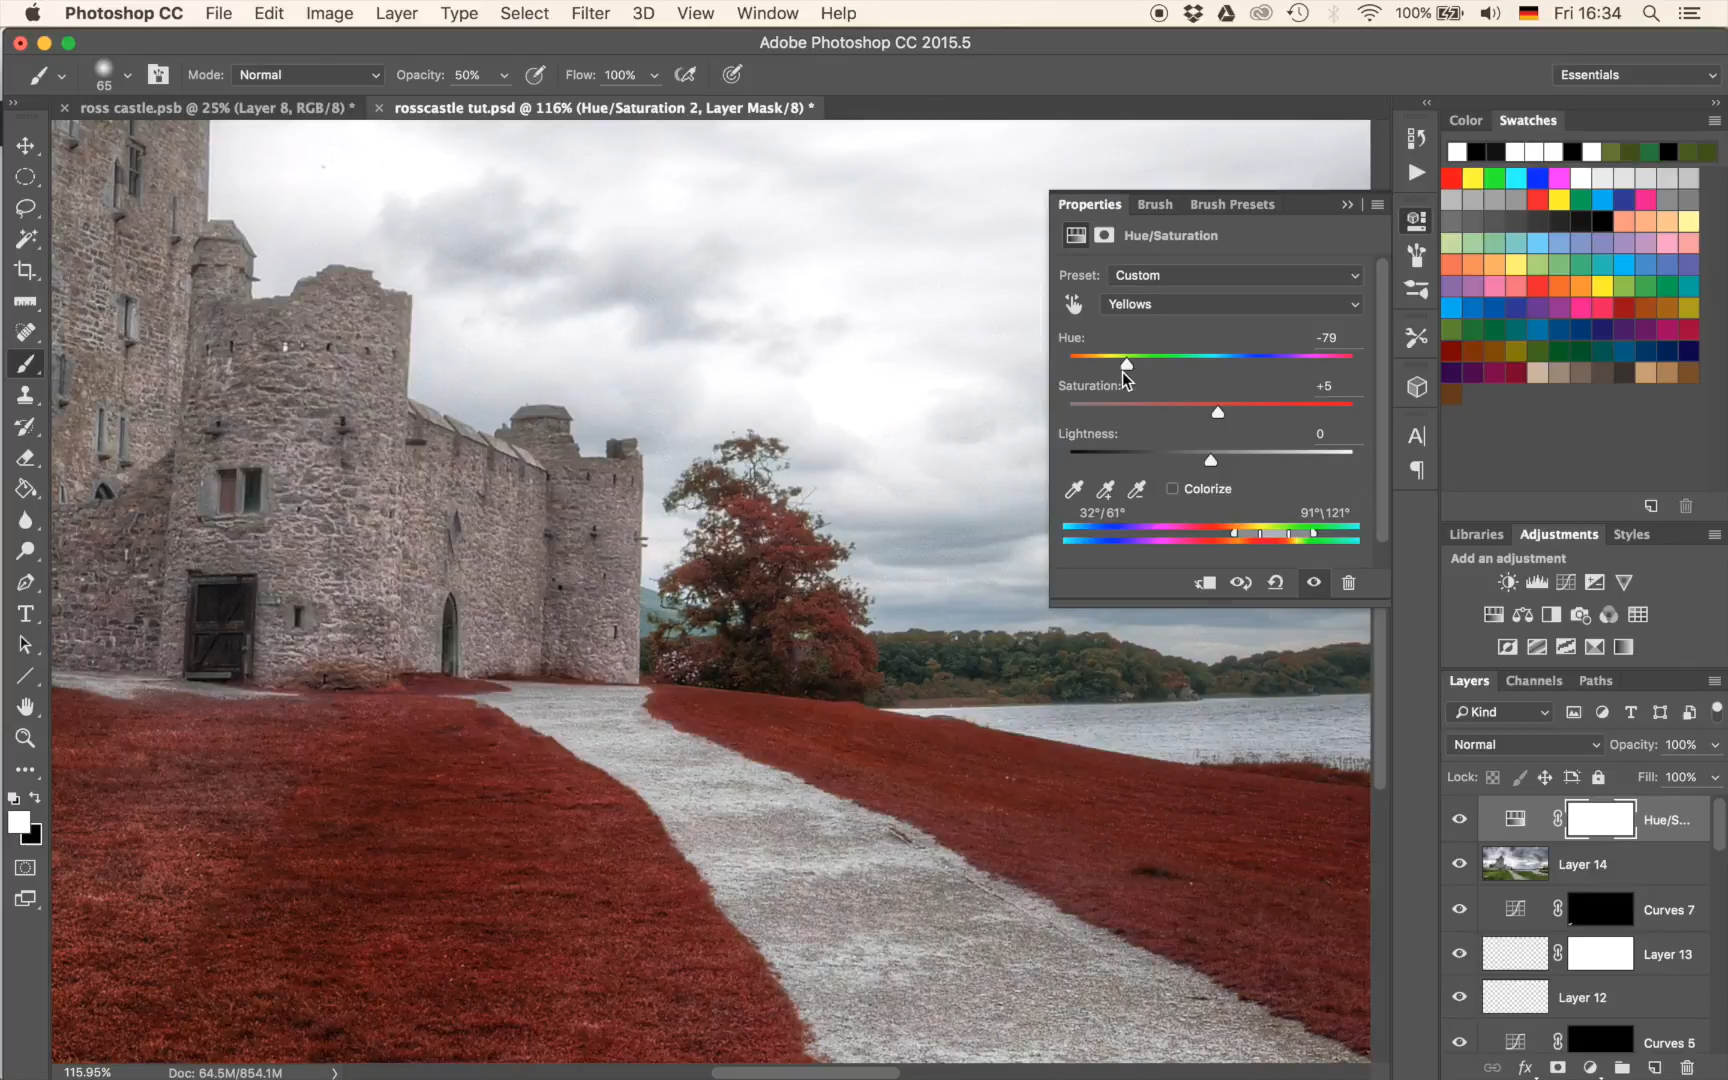 Photoshop CC File Edit Image Layer Type Select Filter 3D View Window Help 100% Fri 16:34
Adobe Photoshop CC 2015.5
65 Mode: Normal Opacity: 50% Flow: 100% Essentials
ross castle.psb @ 25% (Layer 8, RGB/8) * rosscastle tut.psd @ 116% (Hue/Saturation 2, Layer Mask/8) *
Color Swatches
Properties Brush Brush Presets
Hue/Saturation
Preset: Custom
Yellows
Hue: -79
Saturation: +5
Lightness: 0
Colorize
32°/61° 91°\121°
Libraries Adjustments Styles
Add an adjustment
Layers Channels Paths
Kind
Normal Opacity: 100%
Lock: Fill: 100%
Hue/S...
Layer 14
Curves 7
Layer 13
Layer 12
Curves 5
115.95% Doc: 64.5M/854.1M